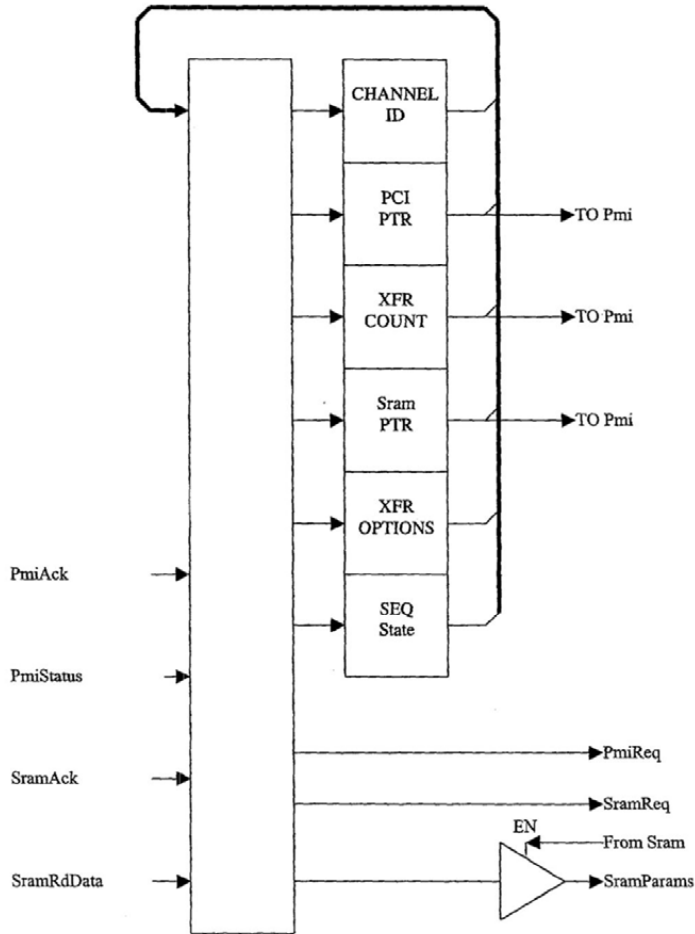 CHANNEL
ID
PCI
PTR
TO Pmi
XFR
COUNT
TO Pmi
Sram
PTR
TO Pmi
XFR
OPTIONS
PmiAck
SEQ
State
PmiStatus
PmiReq
SramAck
SramReq
EN
From Sram
SramRdData
SramParams